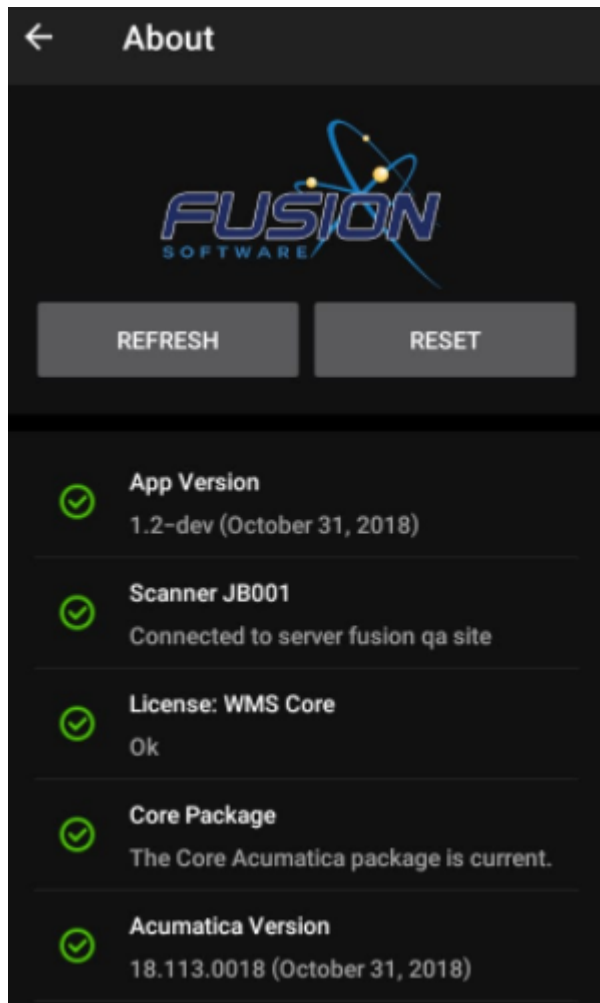 About
FUSION
SOFTWARE
REFRESH
RESET
App Version
1.2-dev (October 31, 2018)
Scanner JB001
Connected to server fusion qa site
License: WMS Core
Ok
Core Package
The Core Acumatica package is current.
Acumatica Version
18.113.0018 (October 31, 2018)